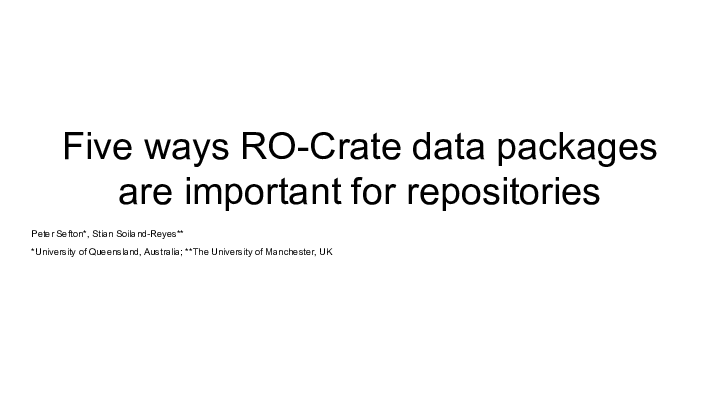 Five ways RO-Crate data packages
are important for repositories
Peter Sefton*, Stian Soiland-Reyes**
*University of Queensland, Australia; **The University of Manchester, UK